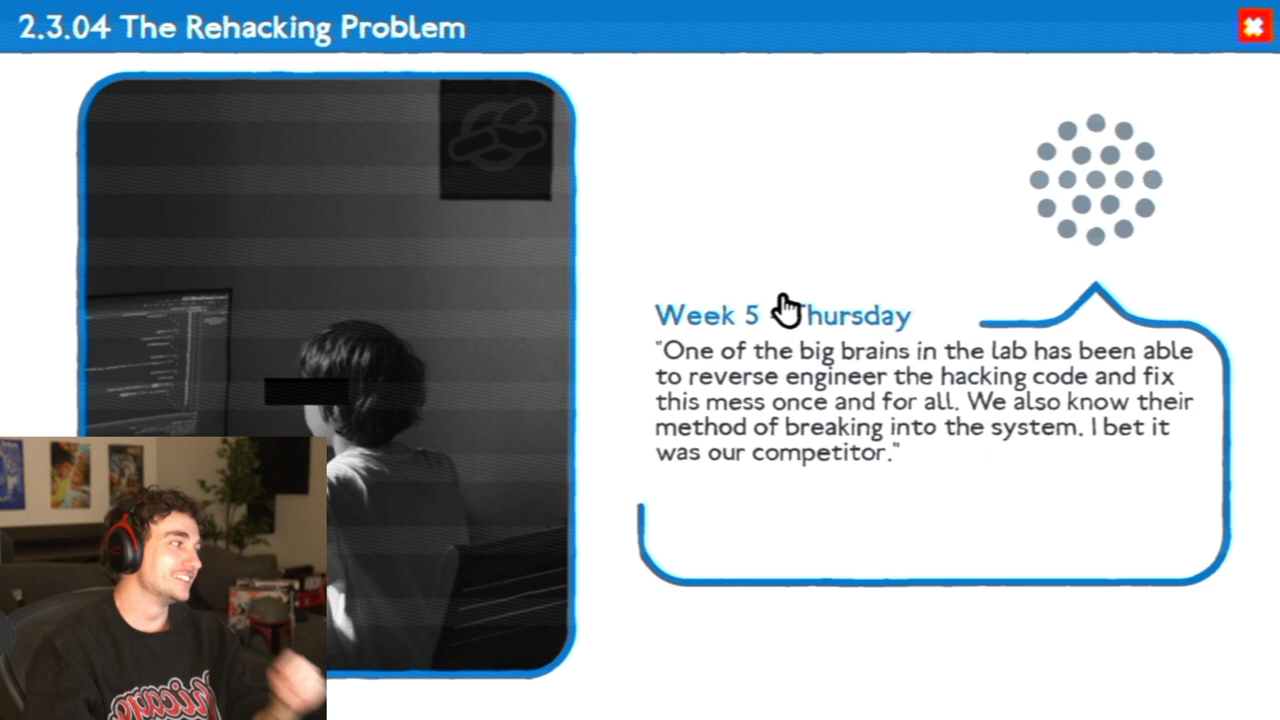 2.3.04 The Rehacking Problem
Week 5 Thursday
"One of the big brains in the lab has been able
to reverse engineer the hacking code and fix
this mess once and for all. We also know their
method of breaking into the system. I bet it
was our competitor."